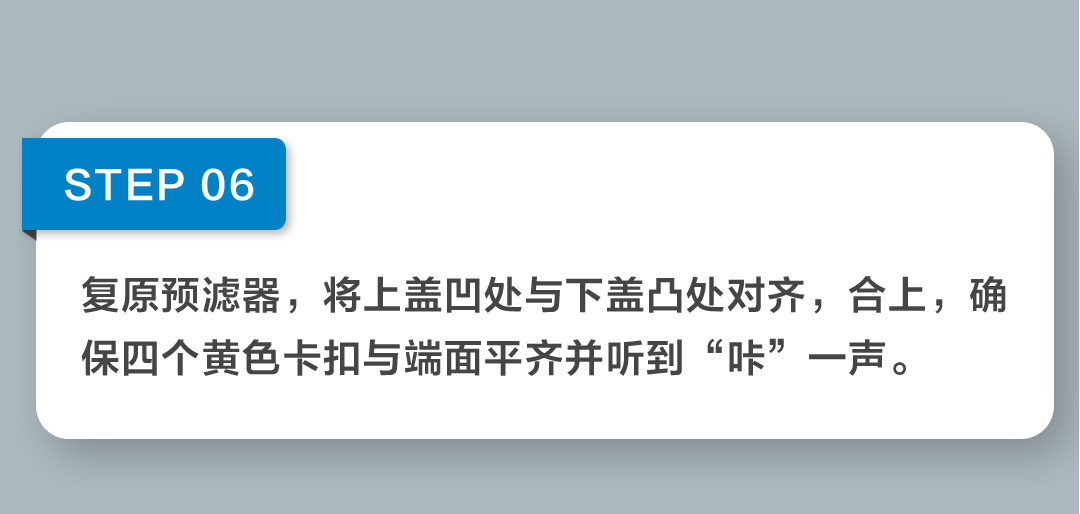 STEP 06
复原预滤器，将上盖凹处与下盖凸处对齐，合上，确
保四个黄色卡扣与端面平齐并听到“咔”一声。